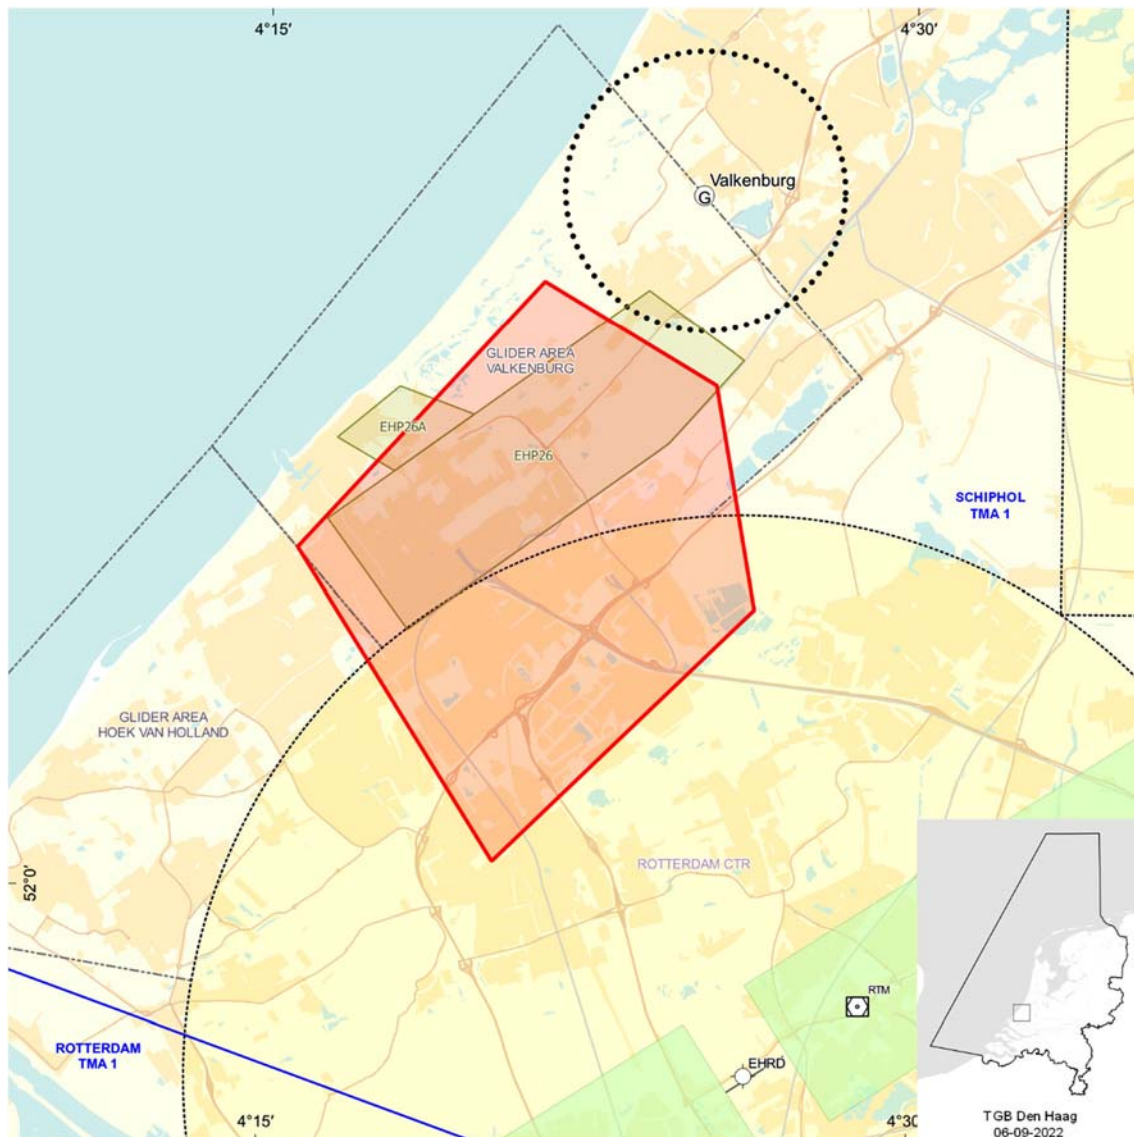 4°15'
4°30'
Valkenburg
G
GLIDER AREA
VALKENBURG
EHP26A
EHP26
SCHIPHOL
TMA 1
GLIDER AREA
HOEK VAN HOLLAND
ROTTERDAM CTR
52°0'
RTM
ROTTERDAM
TMA 1
EHRD
4°15'
4°30
TGB Den Haag
06-09-2022